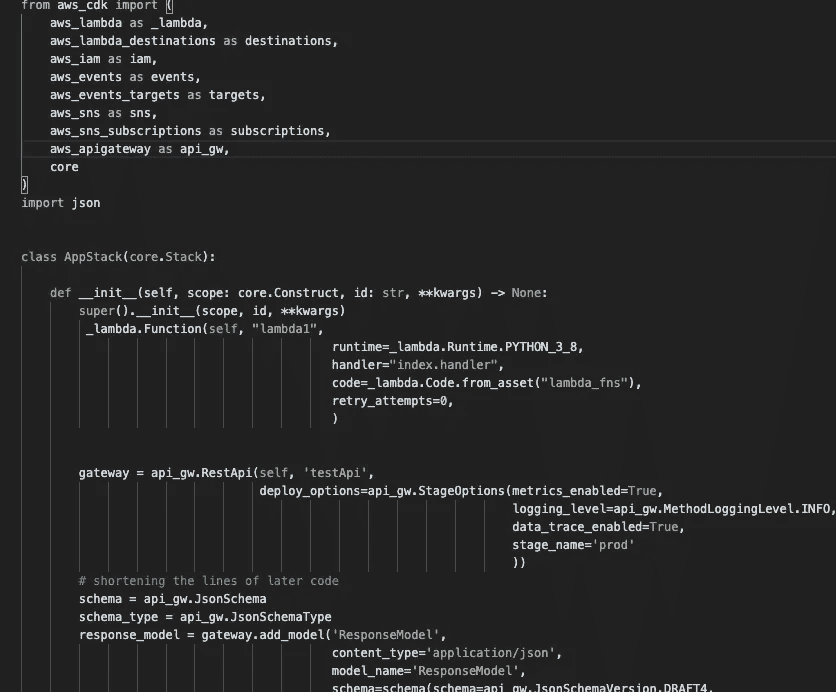 from aws_cdk import (
    aws_lambda as _lambda,
    aws_lambda_destinations as destinations,
    aws_iam as iam,
    aws_events as events,
    aws_events_targets as targets,
    aws_sns as sns,
    aws_sns_subscriptions as subscriptions,
    aws_apigateway as api_gw,
    core
)
import json
class AppStack(core.Stack):
    def __init__(self, scope: core.Construct, id: str, **kwargs) -> None:
        super().__init__(scope, id, **kwargs)
         _lambda.Function(self, "lambda1",
                                           runtime=_lambda.Runtime.PYTHON_3_8,
                                           handler="index.handler",
                                           code=_lambda.Code.from_asset("lambda_fns"),
                                           retry_attempts=0,
                                           )
        gateway = api_gw.RestApi(self, 'testApi',
                                 deploy_options=api_gw.StageOptions(metrics_enabled=True,
                                                                    logging_level=api_gw.MethodLoggingLevel.INFO,
                                                                    data_trace_enabled=True,
                                                                    stage_name='prod'
                                                                    ))
        # shortening the lines of later code
        schema = api_gw.JsonSchema
        schema_type = api_gw.JsonSchemaType
        response_model = gateway.add_model('ResponseModel',
                                           content_type='application/json',
                                           model_name='ResponseModel',
                                           schema=schema(schema=api_gw.JsonSchemaVersion.DRAFT4,